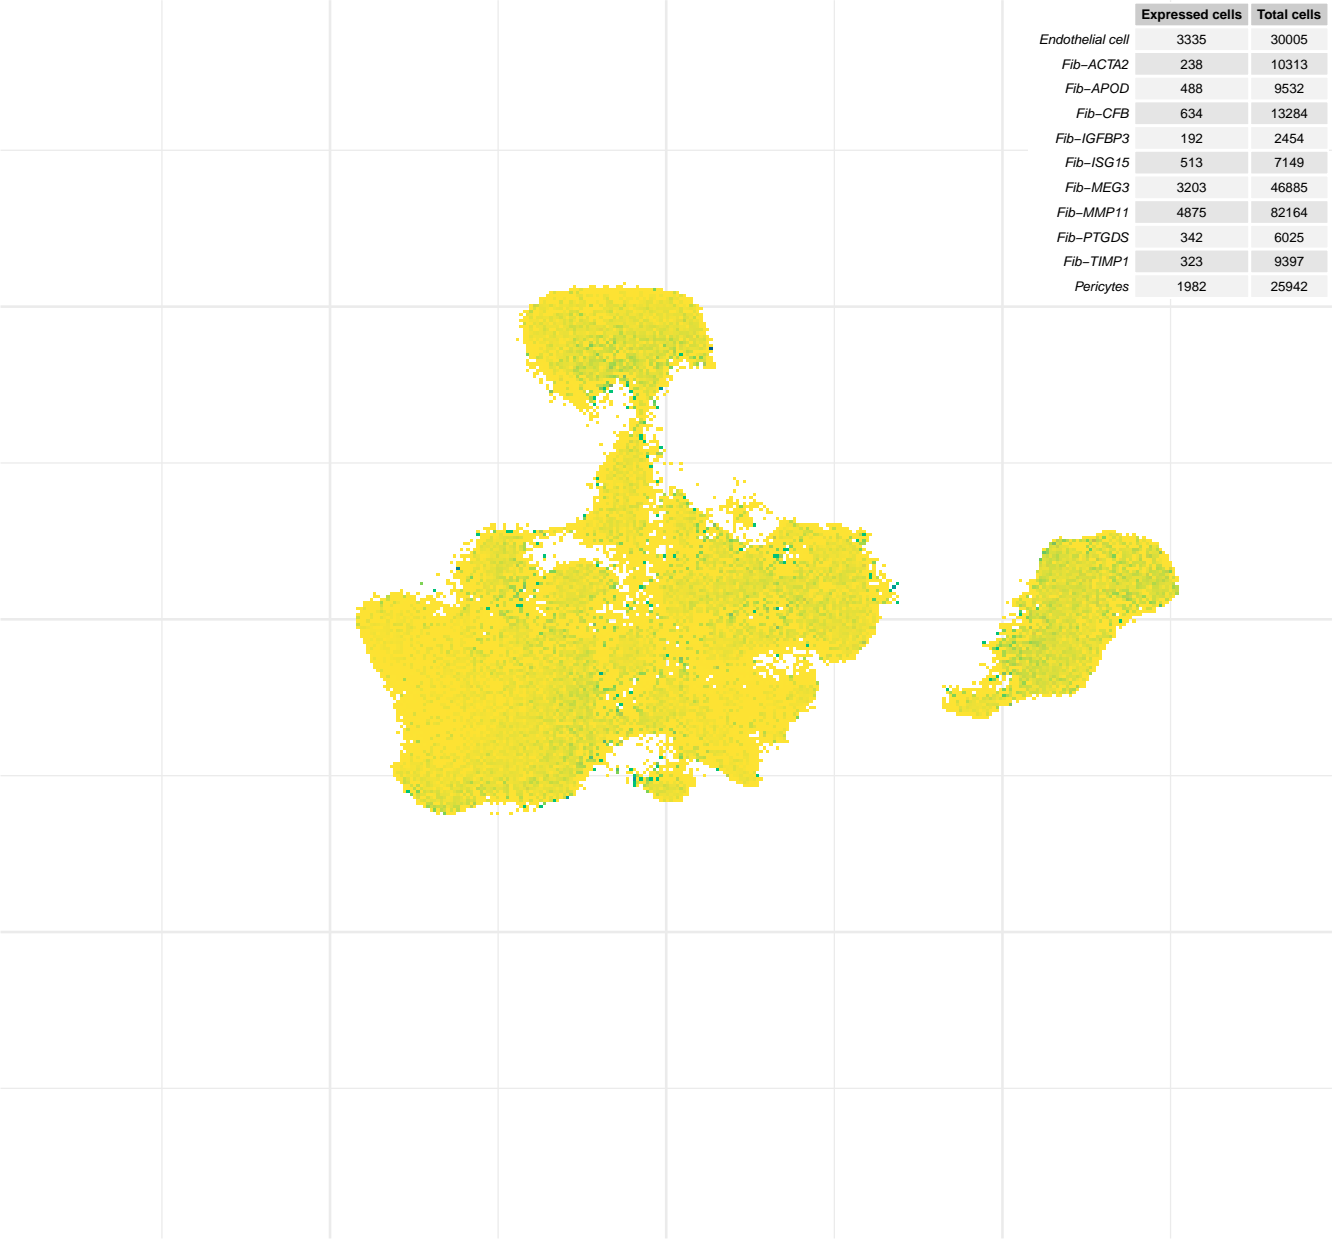 Expressed cells Total cells
Endothelial cell 3335 30005
Fib−ACTA2 238 10313
Fib−APOD 488 9532
Fib−CFB 634 13284
Fib−IGFBP3 192 2454
Fib−ISG15 513 7149
Fib−MEG3 3203 46885
Fib−MMP11 4875 82164
Fib−PTGDS 342 6025
Fib−TIMP1 323 9397
Pericytes 1982 25942